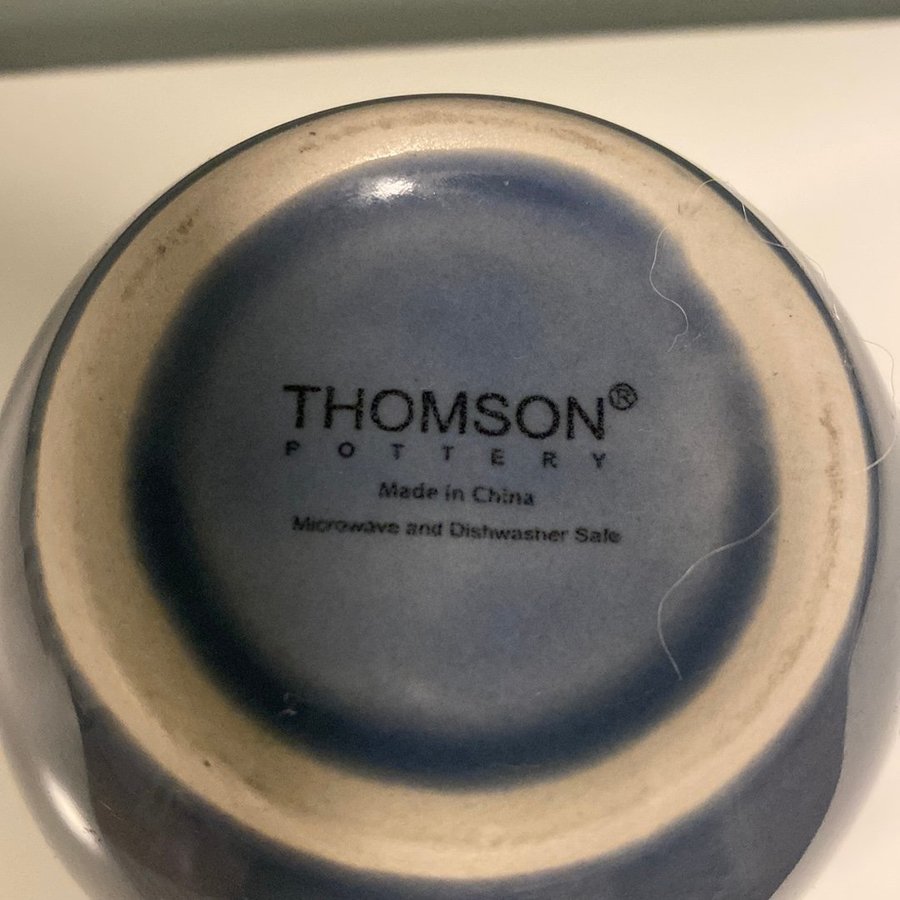 THOMSON®
POTTERY
Made in China
Microwave and Dishwasher Safe